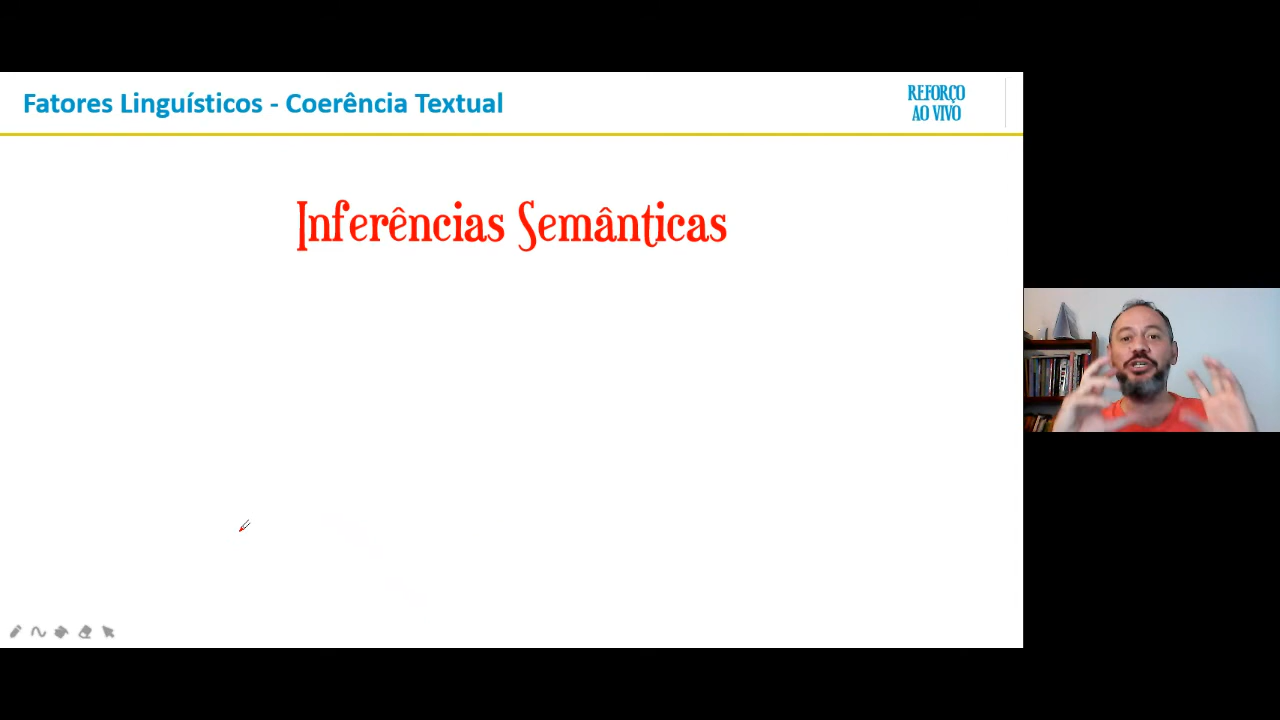 Fatores Linguísticos - Coerência Textual
REFORÇO
AO VIVO
Inferências Semânticas